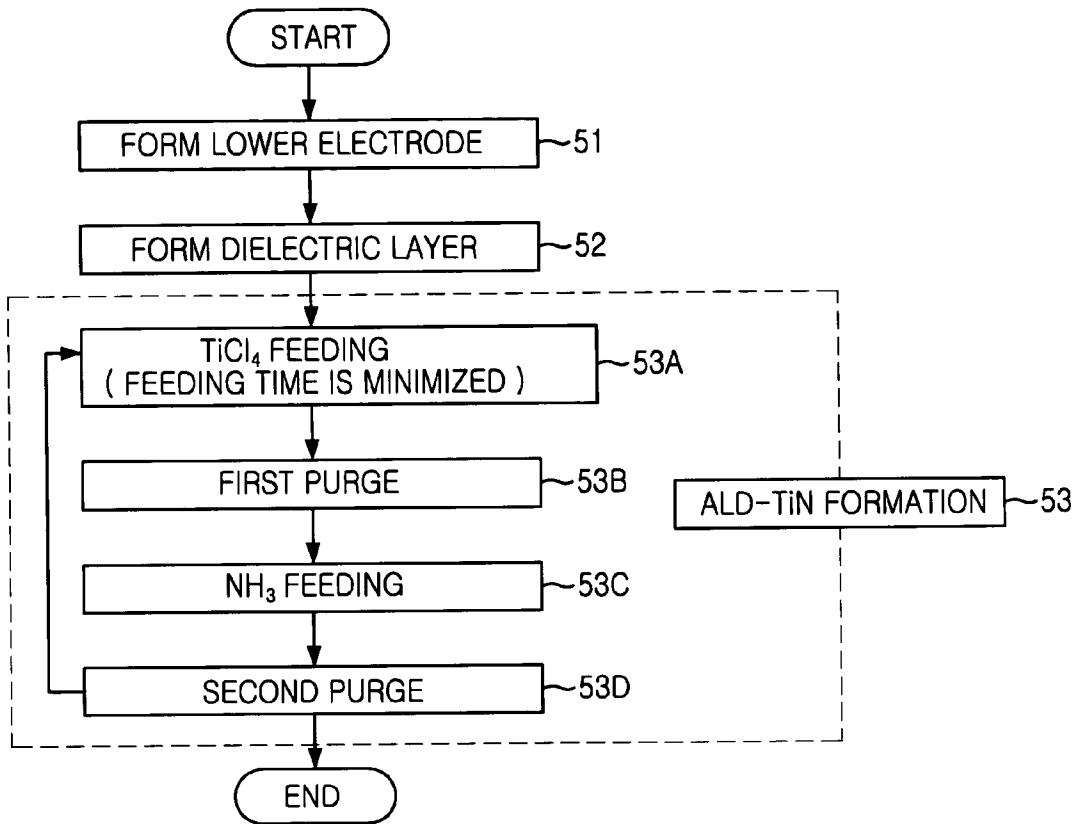 START
FORM LOWER ELECTRODE
51
FORM DIELECTRIC LAYER
52
TiCl₄ FEEDING
( FEEDING TIME IS MINIMIZED )
53A
FIRST PURGE
53B
ALD-TiN FORMATION
53
NH₃ FEEDING
53C
SECOND PURGE
53D
END